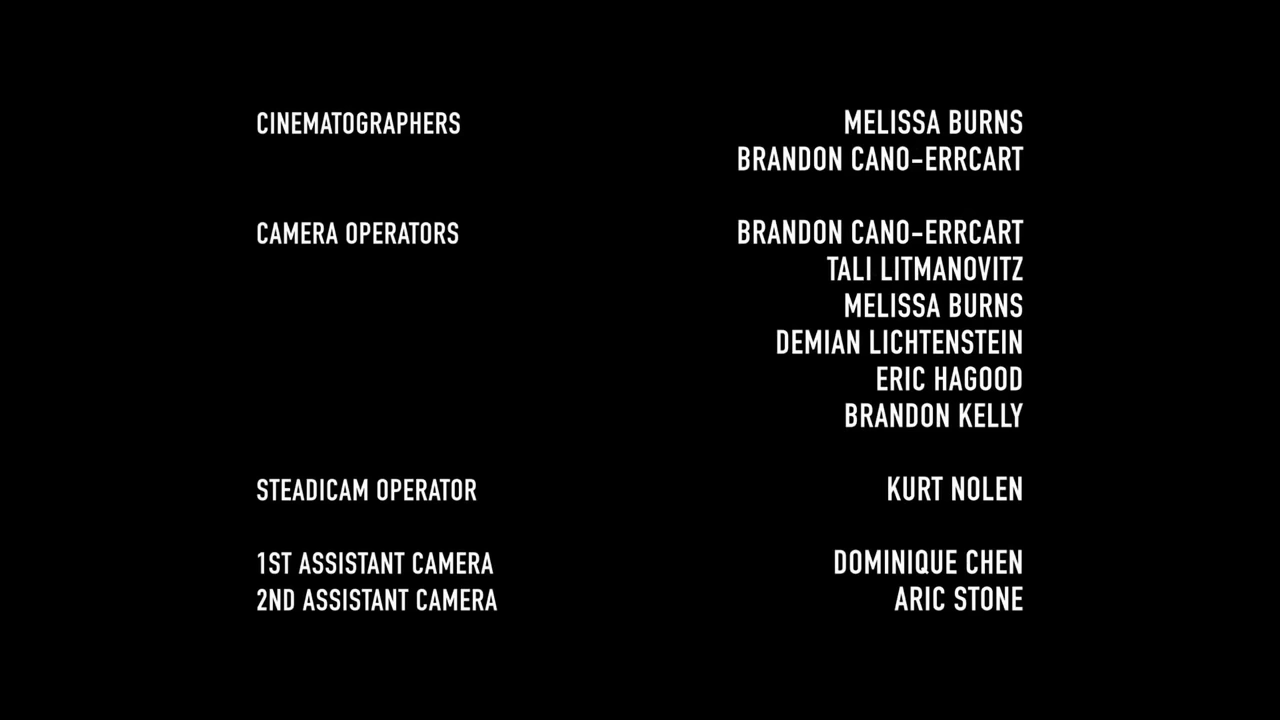 CINEMATOGRAPHERS MELISSA BURNS
BRANDON CANO-ERRCART
CAMERA OPERATORS BRANDON CANO-ERRCART
TALI LITMANOVITZ
MELISSA BURNS
DEMIAN LICHTENSTEIN
ERIC HAGOOD
BRANDON KELLY
STEADICAM OPERATOR KURT NOLEN
1ST ASSISTANT CAMERA DOMINIQUE CHEN
2ND ASSISTANT CAMERA ARIC STONE